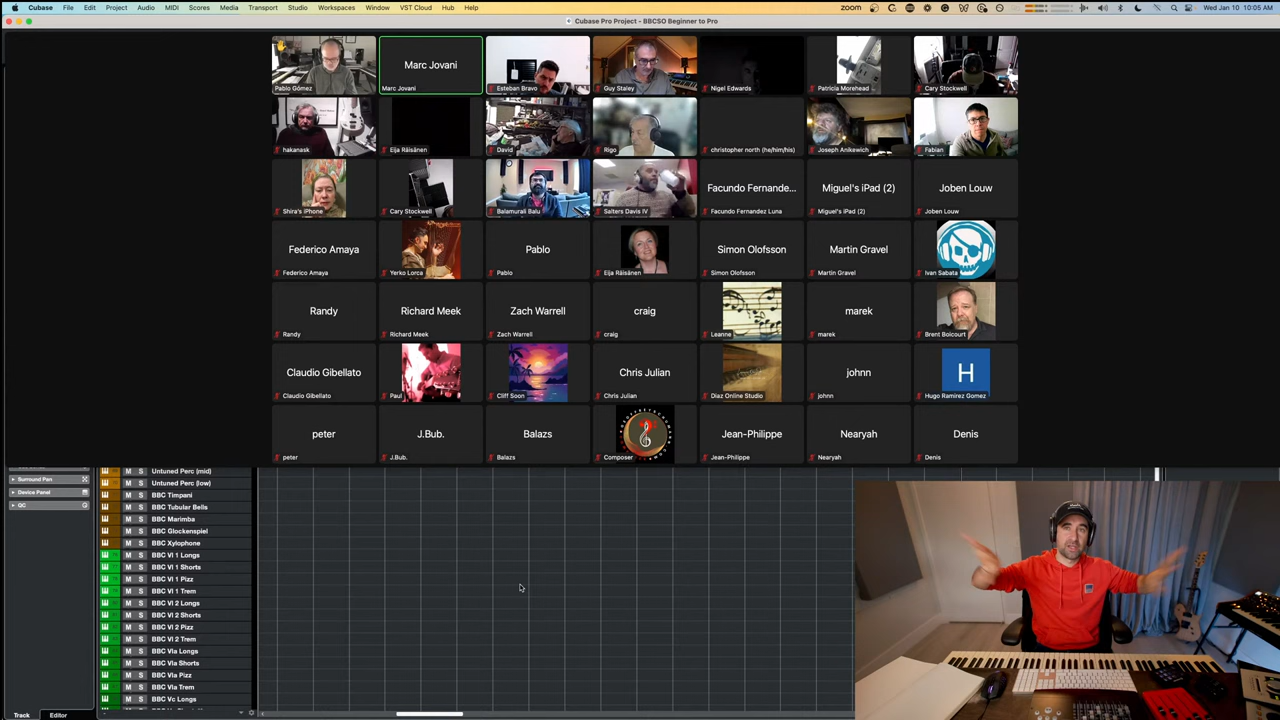 Cubase File Edit Project Audio MIDI Scores Media Transport Studio Workspaces Window VST Cloud Hub Help zoom Wed Jan 10 10:05 AM
Cubase Pro Project - BBCSO Beginner to Pro
Pablo Gómez
Marc Jovani
Marc Jovani
Esteban Bravo
Guy Staley
Nigel Edwards
Patricia Morehead
Cary Stockwell
hakanask
Eija Räisänen
David
Rigo
christopher north (he/him/his)
Joseph Anikewich
Fabian
Shira's iPhone
Cary Stockwell
Balamurali Balu
Salters Davis IV
Facundo Fernande...
Facundo Fernandez Luna
Miguel's iPad (2)
Miguel's iPad (2)
Joben Louw
Joben Louw
Federico Amaya
Federico Amaya
Yerko Lorca
Pablo
Pablo
Eija Räisänen
Simon Olofsson
Simon Olofsson
Martin Gravel
Martin Gravel
Ivan Sabata
Randy
Randy
Richard Meek
Richard Meek
Zach Warrell
Zach Warrell
craig
craig
Leanne
marek
marek
Brent Bolcourt
Claudio Gibellato
Claudio Gibellato
Paul
Cliff Soon
Chris Julian
Chris Julian
Diaz Online Studio
johnn
johnn
H
Hugo Ramirez Gomez
peter
peter
J.Bub.
J.Bub.
Balazs
Balazs
Composer
Jean-Philippe
Jean-Philippe
Nearyah
Nearyah
Denis
Denis
Surround Pan
Device Panel
QC
M S Untuned Perc (mid)
M S Untuned Perc (low)
M S BBC Timpani
M S BBC Tubular Bells
M S BBC Marimba
M S BBC Glockenspiel
M S BBC Xylophone
M S BBC Vl 1 Longs
M S BBC Vl 1 Shorts
M S BBC Vl 1 Pizz
M S BBC Vl 1 Trem
M S BBC Vl 2 Longs
M S BBC Vl 2 Shorts
M S BBC Vl 2 Pizz
M S BBC Vl 2 Trem
M S BBC Vla Longs
M S BBC Vla Shorts
M S BBC Vla Pizz
M S BBC Vla Trem
M S BBC Vc Longs
Track Editor